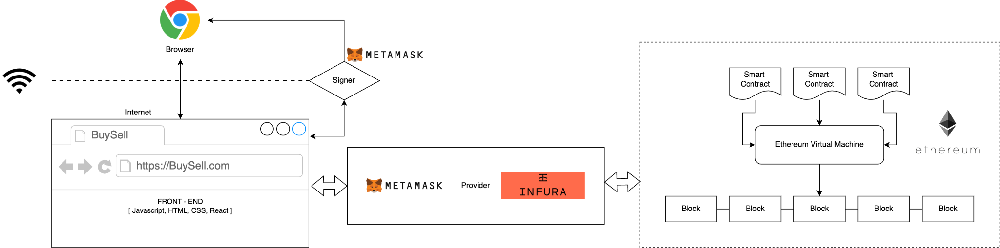 Browser
METAMASK
Signer
Internet
BuySell
https://BuySell.com
FRONT - END
[ Javascript, HTML, CSS, React ]
METAMASK
Provider
INFURA
Smart
Contract
Smart
Contract
Smart
Contract
Ethereum Virtual Machine
ethereum
Block
Block
Block
Block
Block